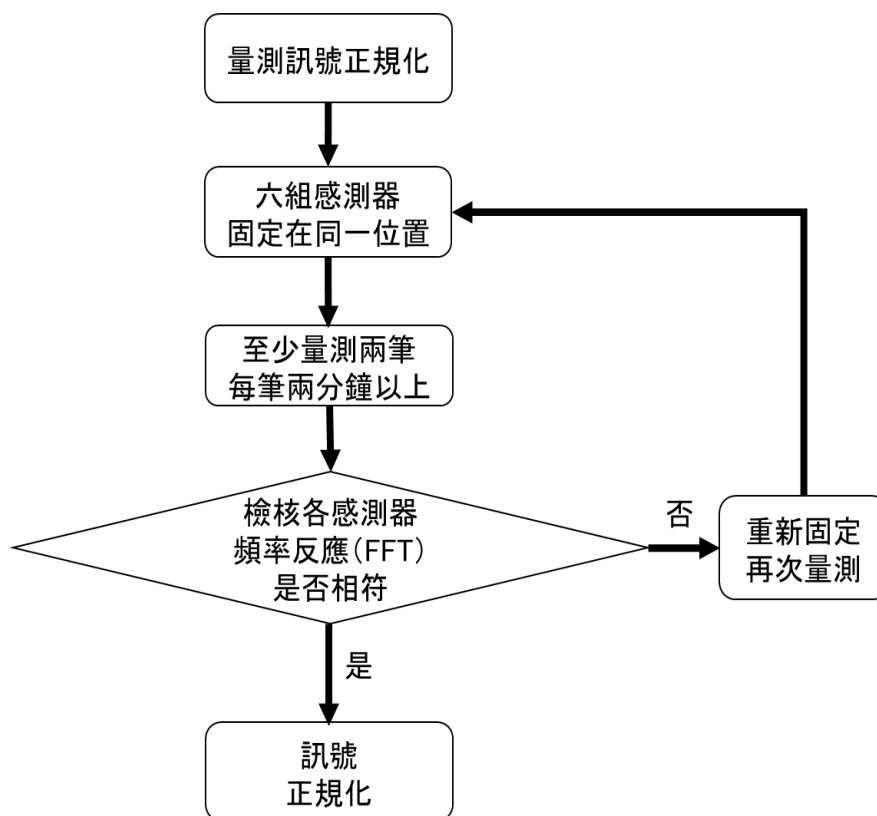 量測訊號正規化
六組感測器
固定在同一位置
至少量測兩筆
每筆兩分鐘以上
檢核各感測器
頻率反應(FFT)
是否相符
否
重新固定
再次量測
是
訊號
正規化